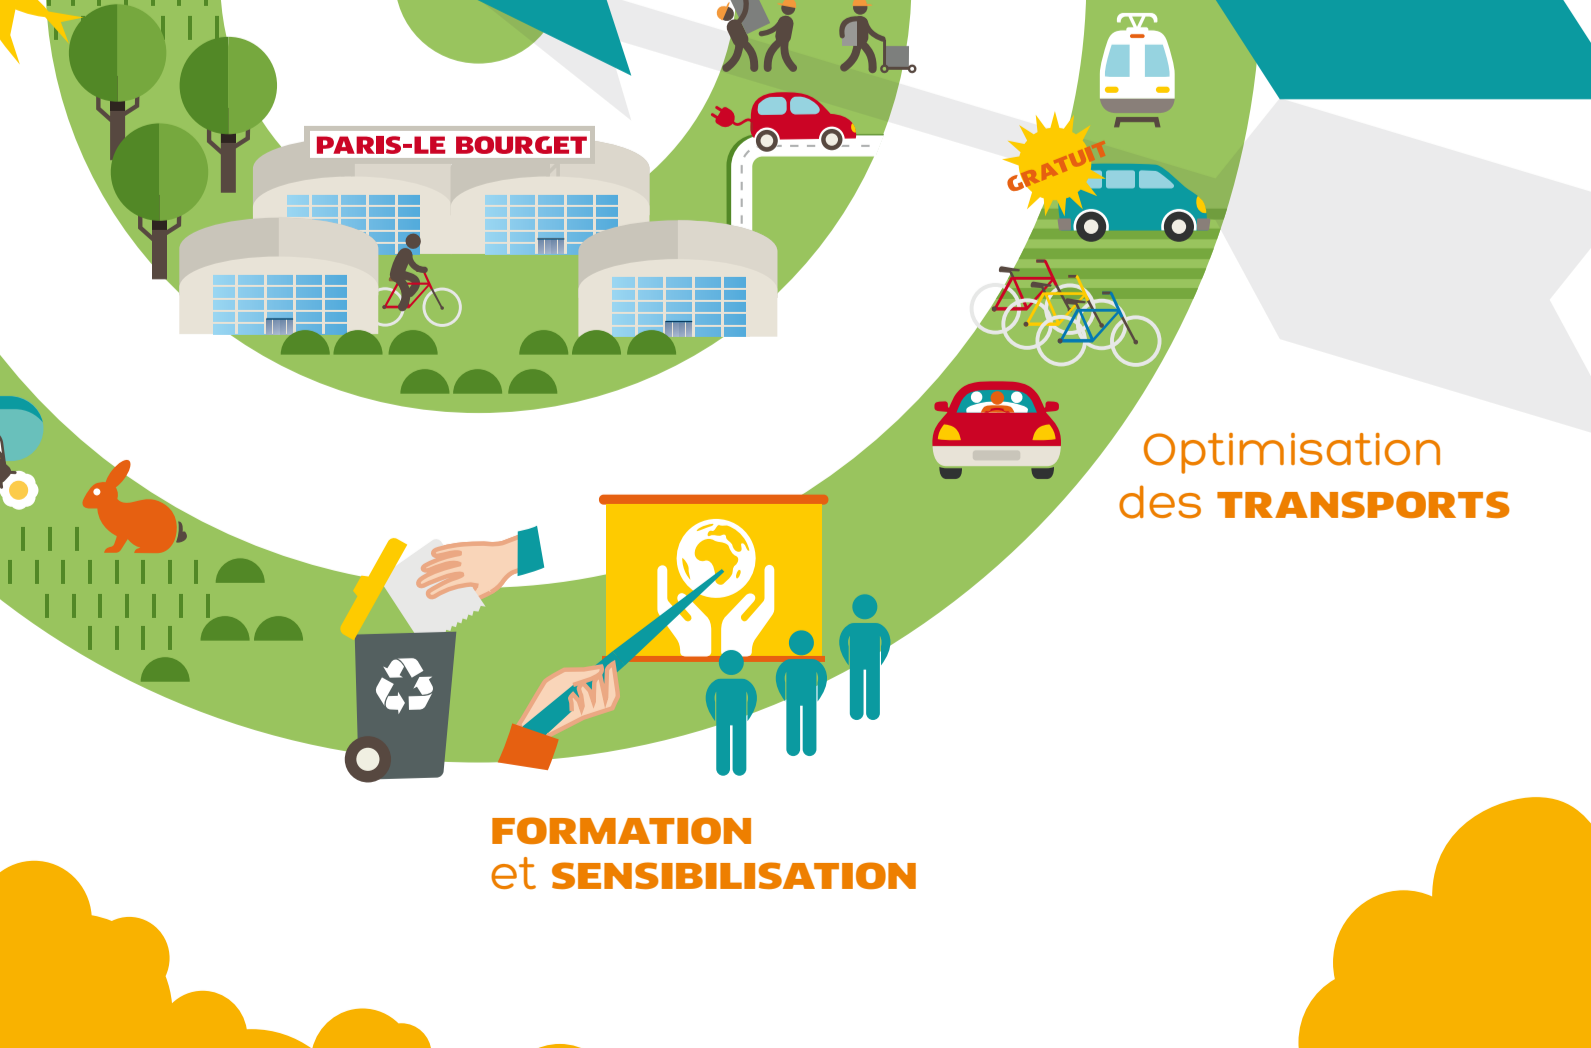 PARIS-LE BOURGET
GRATUIT
Optimisation
des TRANSPORTS
FORMATION
et SENSIBILISATION